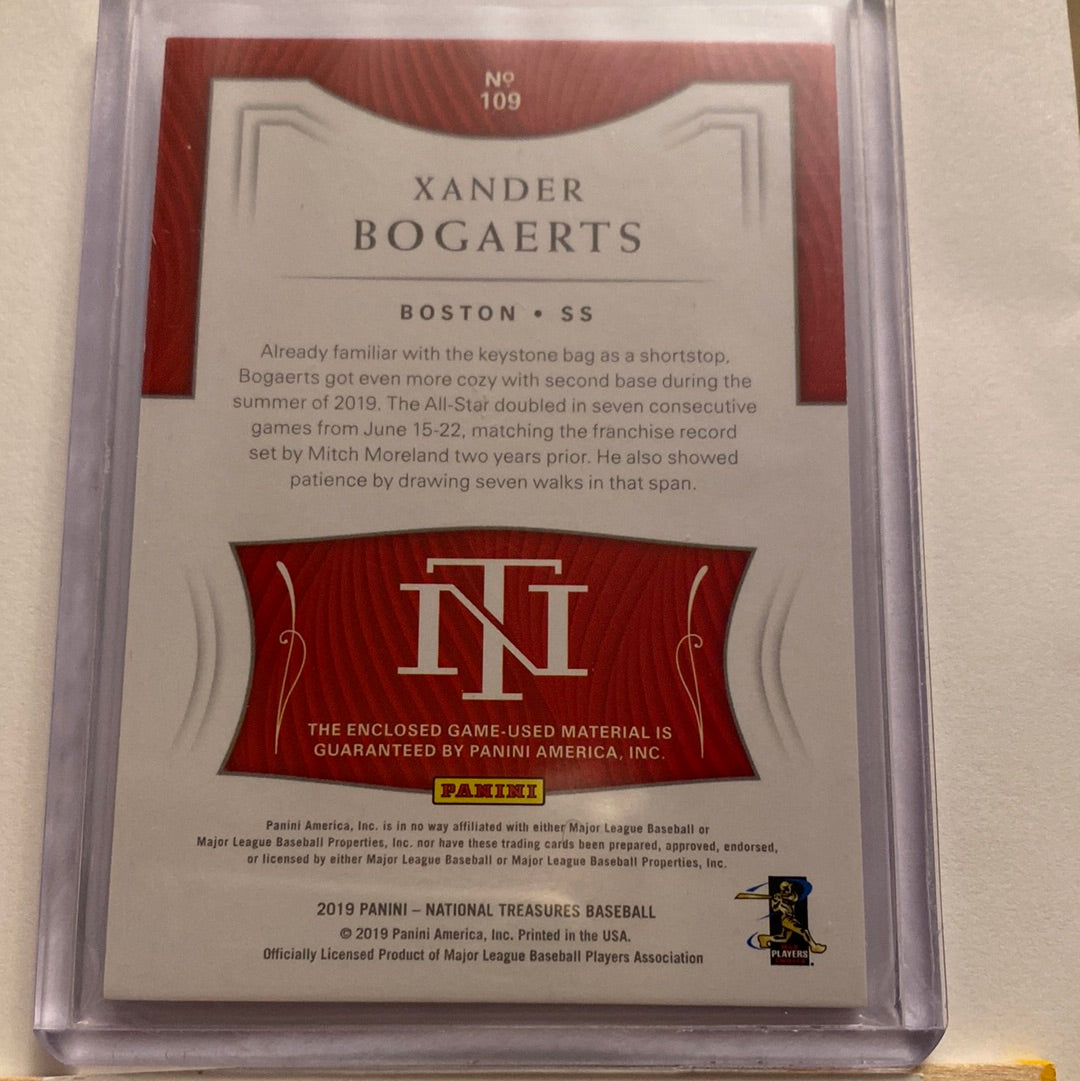 Nº
109
XANDER
BOGAERTS
BOSTON • SS
Already familiar with the keystone bag as a shortstop,
Bogaerts got even more cozy with second base during the
summer of 2019. The All-Star doubled in seven consecutive
games from June 15-22, matching the franchise record
set by Mitch Moreland two years prior. He also showed
patience by drawing seven walks in that span.
NT
THE ENCLOSED GAME-USED MATERIAL IS
GUARANTEED BY PANINI AMERICA, INC.
PANINI
Panini America, Inc. is in no way affiliated with either Major League Baseball or
Major League Baseball Properties, Inc. nor have these trading cards been prepared, approved, endorsed,
or licensed by either Major League Baseball or Major League Baseball Properties, Inc.
2019 PANINI – NATIONAL TREASURES BASEBALL
© 2019 Panini America, Inc. Printed in the USA.
Officially Licensed Product of Major League Baseball Players Association
PLAYERS